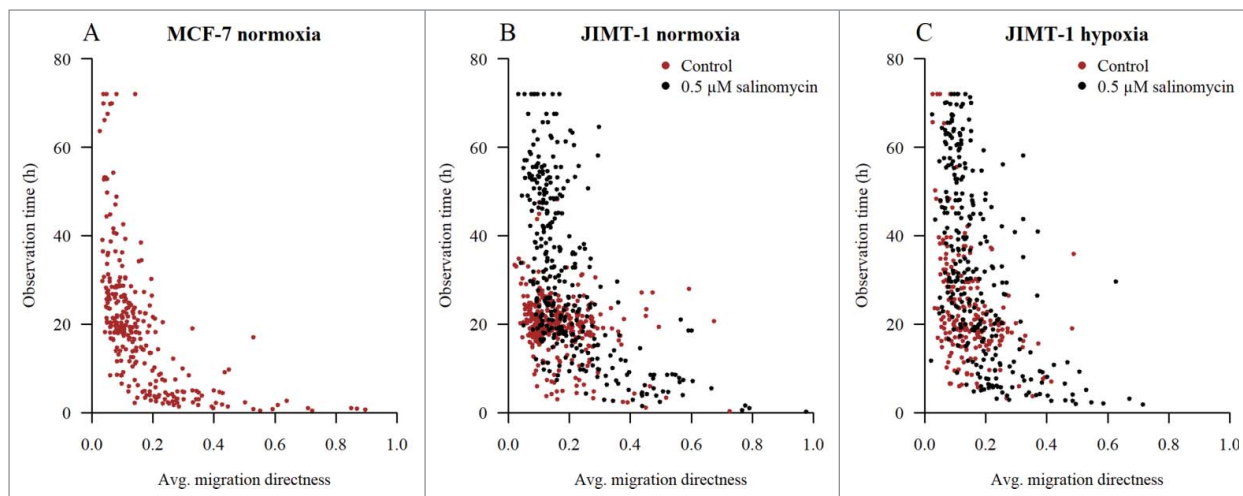 A
MCF-7 normoxia
80
60
40
20
0
Observation time (h)
0.0 0.2 0.4 0.6 0.8 1.0
Avg. migration directness
B
JIMT-1 normoxia
Control
0.5 µM salinomycin
80
60
40
20
0
Observation time (h)
0.0 0.2 0.4 0.6 0.8 1.0
Avg. migration directness
C
JIMT-1 hypoxia
Control
0.5 µM salinomycin
80
60
40
20
0
Observation time (h)
0.0 0.2 0.4 0.6 0.8 1.0
Avg. migration directness